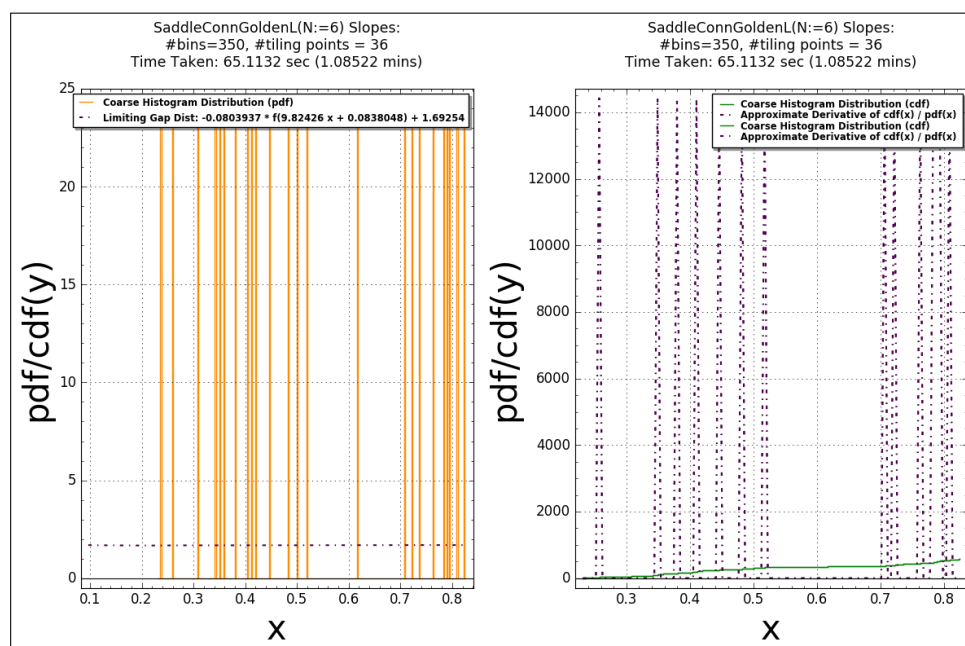 SaddleConnGoldenL(N:=6) Slopes:
#bins=350, #tiling points = 36
Time Taken: 65.1132 sec (1.08522 mins)
25
20
15
10
5
0
pdf/cdf(y)
Coarse Histogram Distribution (pdf)
Limiting Gap Dist: -0.0803937 * f(9.82426 x + 0.0838048) + 1.69254
0.1 0.2 0.3 0.4 0.5 0.6 0.7 0.8
x
SaddleConnGoldenL(N:=6) Slopes:
#bins=350, #tiling points = 36
Time Taken: 65.1132 sec (1.08522 mins)
14000
12000
10000
8000
6000
4000
2000
0
pdf/cdf(y)
Coarse Histogram Distribution (cdf)
Approximate Derivative of cdf(x) / pdf(x)
Coarse Histogram Distribution (cdf)
Approximate Derivative of cdf(x) / pdf(x)
0.3 0.4 0.5 0.6 0.7 0.8
x